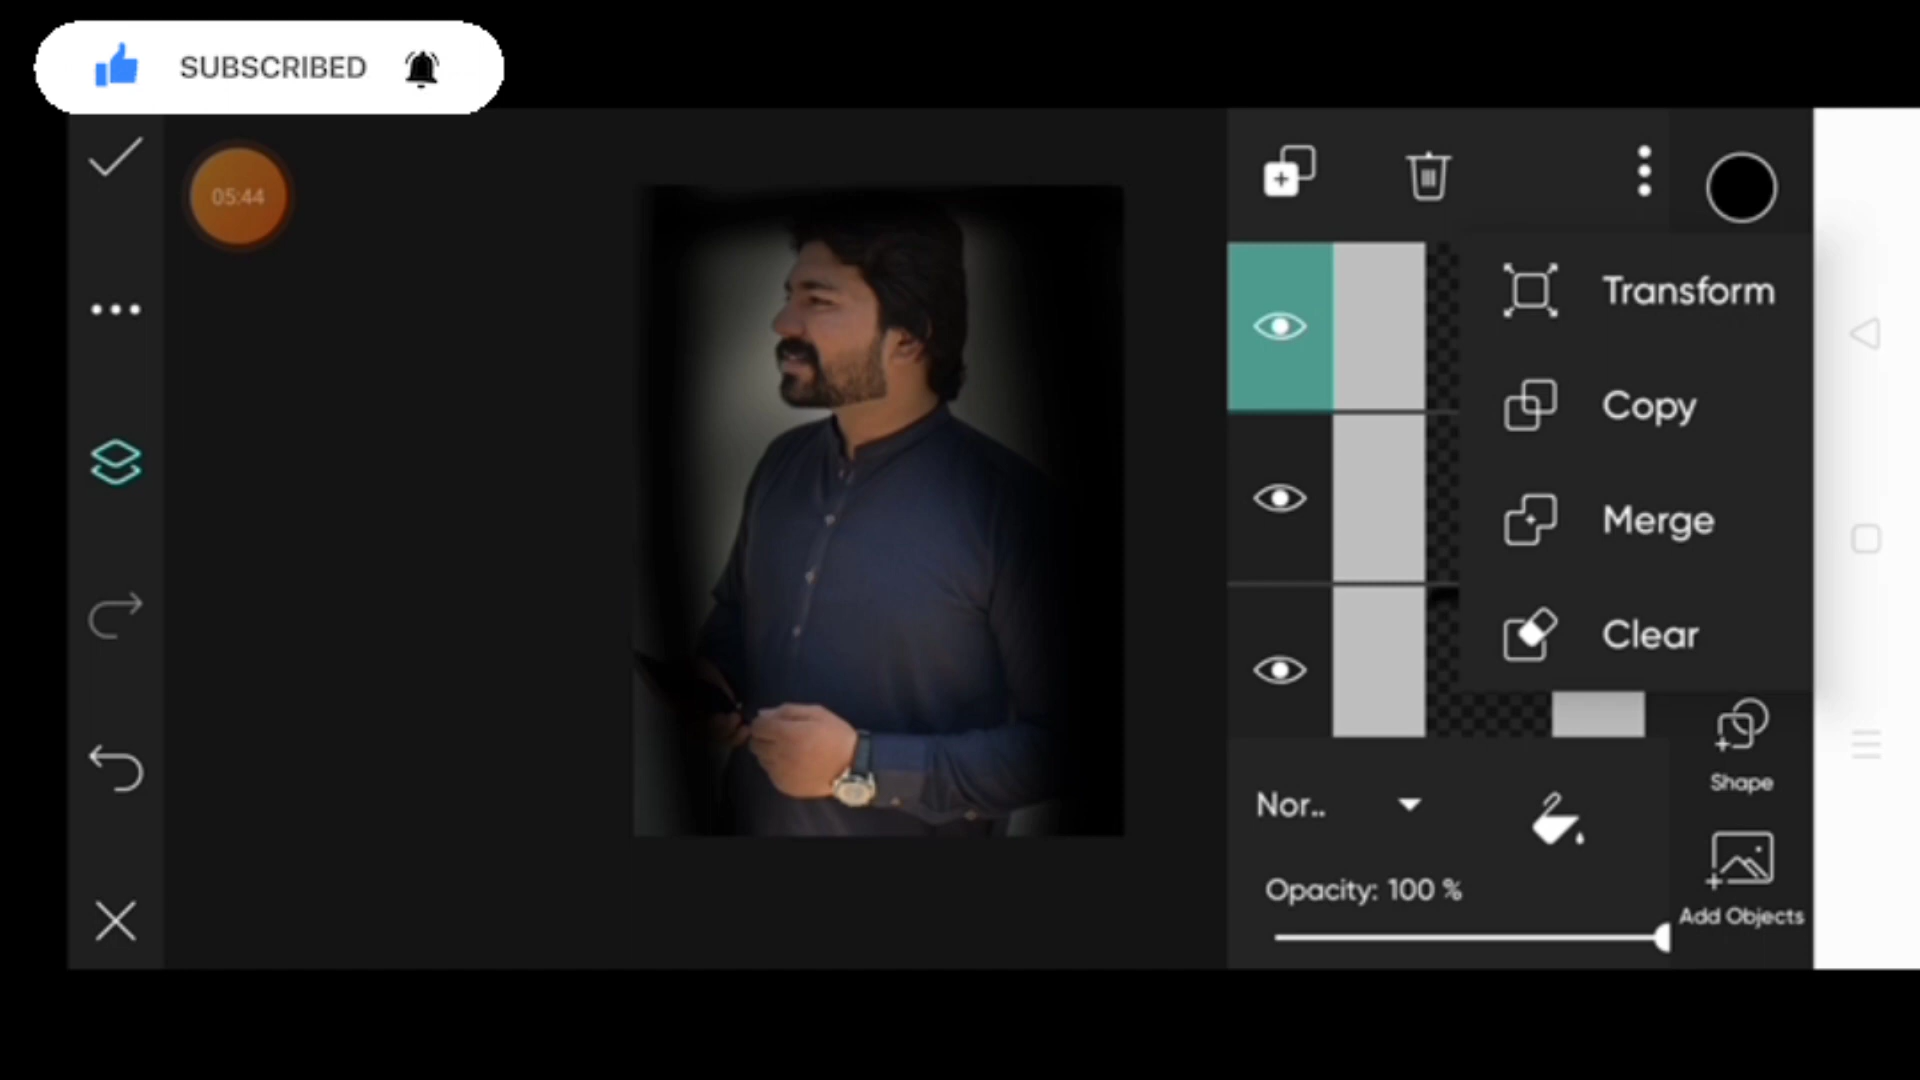 SUBSCRIBED
05:44
Transform
Copy
Merge
Clear
Shape
Nor..
Opacity: 100 %
Add Objects